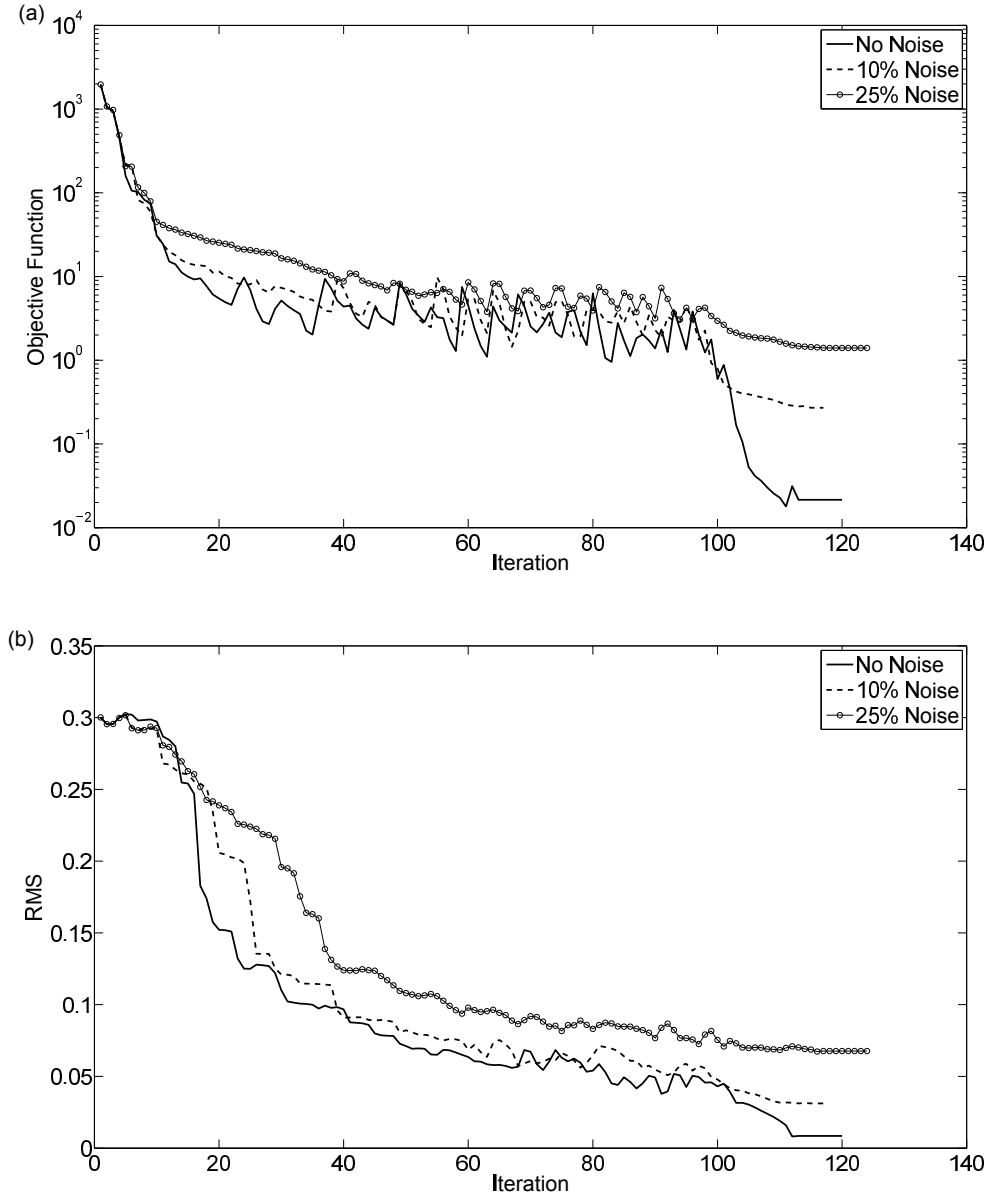 (a)
10^4
10^3
10^2
10^1
10^0
10^−1
10^−2
Objective Function
No Noise
10% Noise
25% Noise
0 20 40 60 80 100 120 140
Iteration
(b)
0.35
0.3
0.25
0.2
0.15
0.1
0.05
0
RMS
No Noise
10% Noise
25% Noise
0 20 40 60 80 100 120 140
Iteration